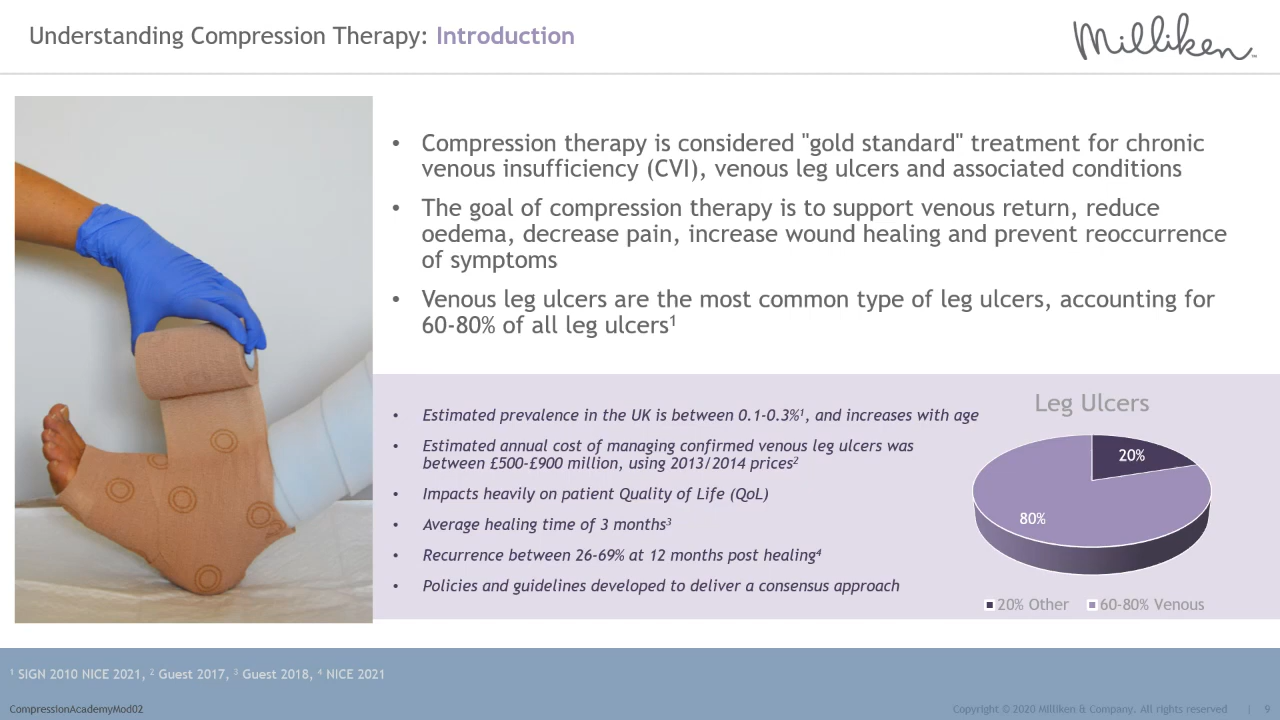 Understanding Compression Therapy: Introduction
Milliken™
• Compression therapy is considered "gold standard" treatment for chronic
venous insufficiency (CVI), venous leg ulcers and associated conditions
• The goal of compression therapy is to support venous return, reduce
oedema, decrease pain, increase wound healing and prevent reoccurrence
of symptoms
• Venous leg ulcers are the most common type of leg ulcers, accounting for
60-80% of all leg ulcers¹
• Estimated prevalence in the UK is between 0.1-0.3%¹, and increases with age
• Estimated annual cost of managing confirmed venous leg ulcers was
between £500-£900 million, using 2013/2014 prices²
• Impacts heavily on patient Quality of Life (QoL)
• Average healing time of 3 months³
• Recurrence between 26-69% at 12 months post healing⁴
• Policies and guidelines developed to deliver a consensus approach
Leg Ulcers
20%
80%
20% Other 60-80% Venous
¹ SIGN 2010 NICE 2021, ² Guest 2017, ³ Guest 2018, ⁴ NICE 2021
CompressionAcademyMod02
Copyright © 2020 Milliken & Company. All rights reserved | 9